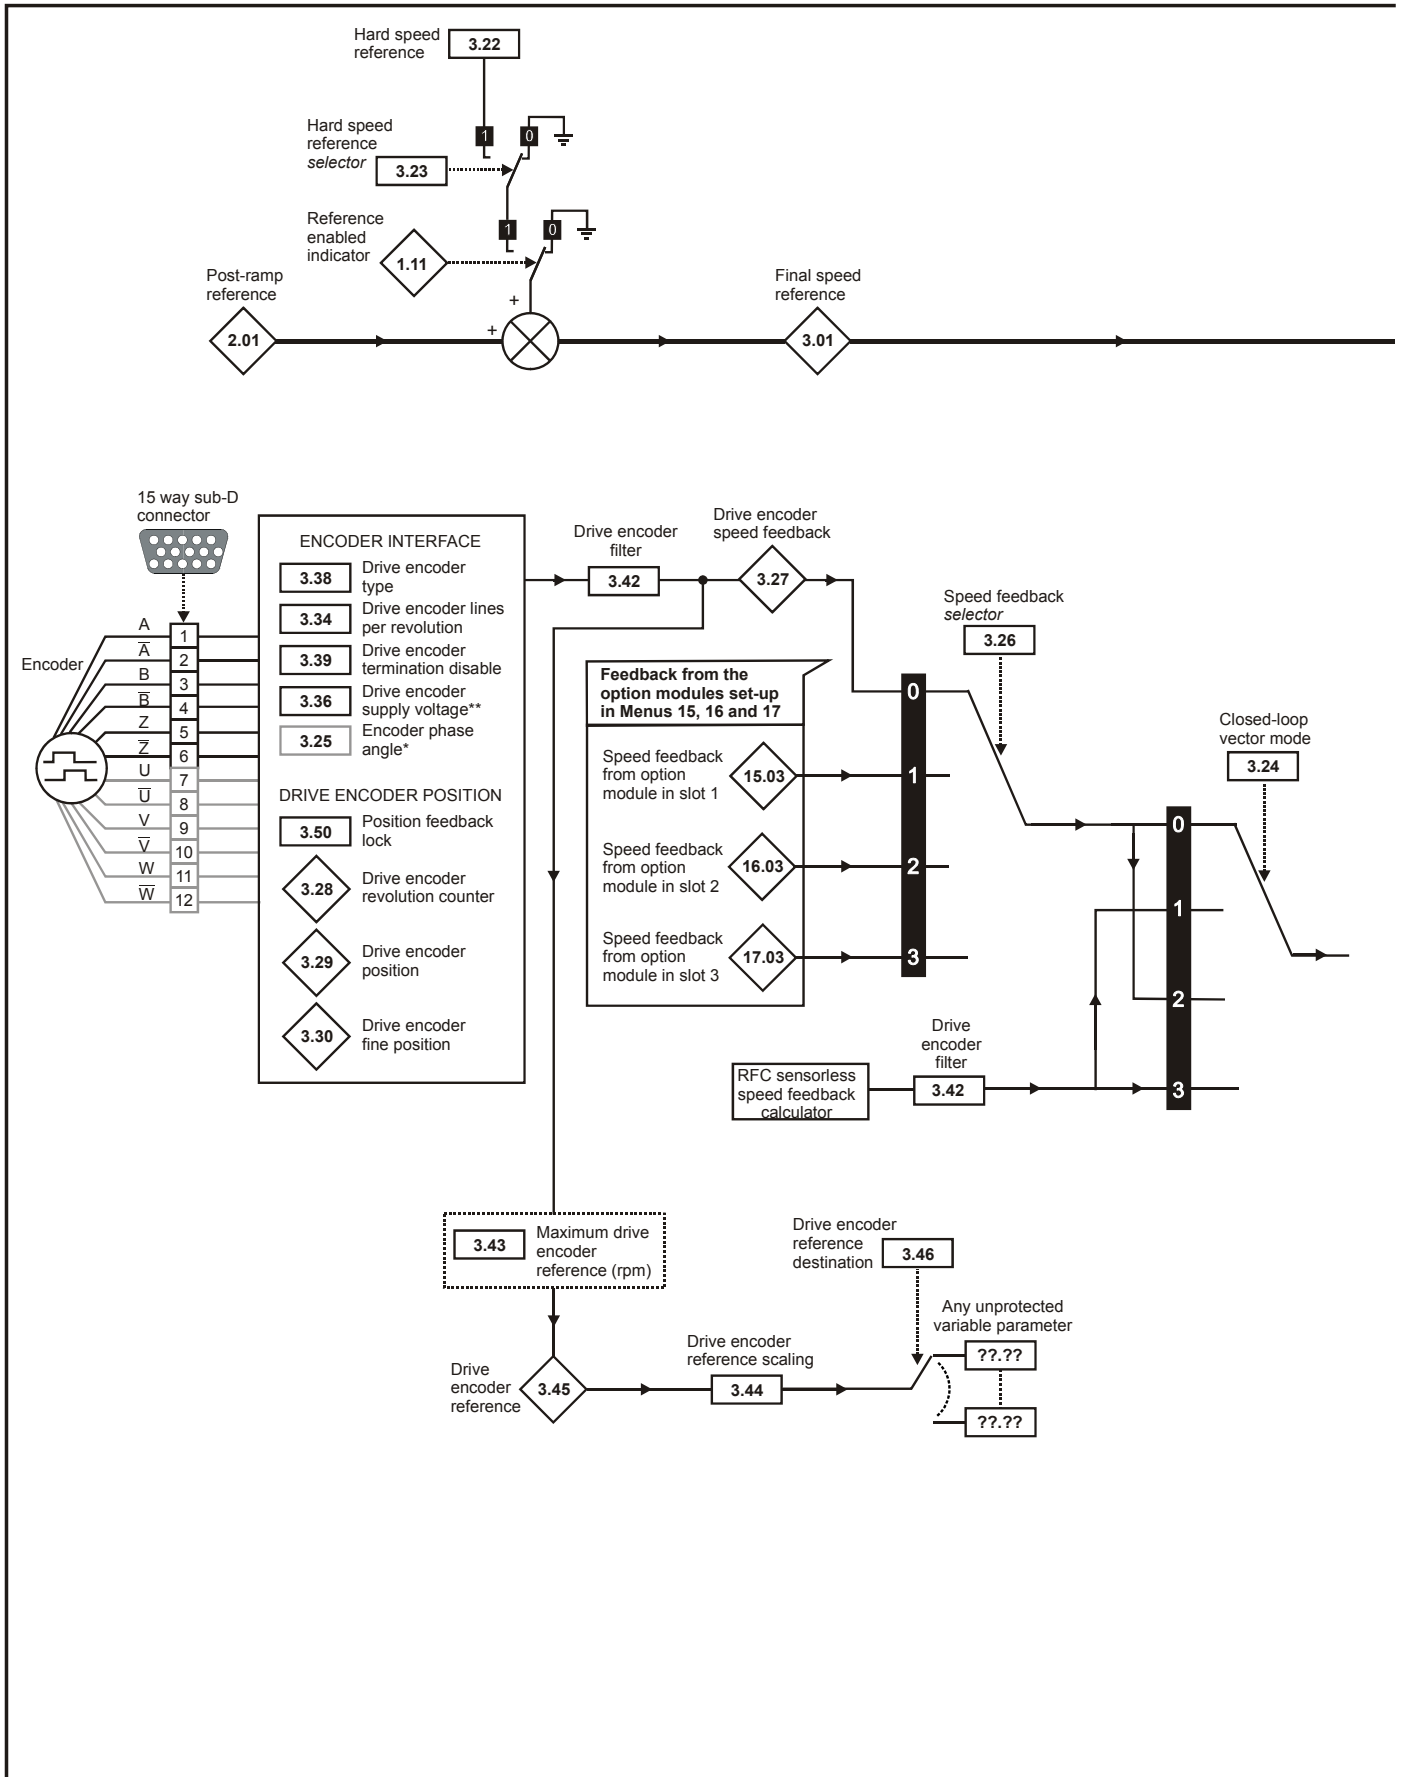 Hard speed
reference
3.22
1
0
Hard speed
reference
selector
3.23
1
0
Reference
enabled
indicator
1.11
Post-ramp
reference
2.01
+
+
Final speed
reference
3.01
15 way sub-D
connector
Encoder
A
1
A̅
2
B
3
B̅
4
Z
5
Z̅
6
U
7
U̅
8
V
9
V̅
10
W
11
W̅
12
ENCODER INTERFACE
3.38
Drive encoder
type
3.34
Drive encoder lines
per revolution
3.39
Drive encoder
termination disable
3.36
Drive encoder
supply voltage**
3.25
Encoder phase
angle*
DRIVE ENCODER POSITION
3.50
Position feedback
lock
3.28
Drive encoder
revolution counter
3.29
Drive encoder
position
3.30
Drive encoder
fine position
Drive encoder
filter
3.42
Drive encoder
speed feedback
3.27
Feedback from the
option modules set-up
in Menus 15, 16 and 17
Speed feedback
from option
module in slot 1
15.03
Speed feedback
from option
module in slot 2
16.03
Speed feedback
from option
module in slot 3
17.03
0
1
2
3
Speed feedback
selector
3.26
Closed-loop
vector mode
3.24
0
1
2
3
RFC sensorless
speed feedback
calculator
Drive
encoder
filter
3.42
3.43
Maximum drive
encoder
reference (rpm)
Drive
encoder
reference
3.45
Drive encoder
reference scaling
3.44
Drive encoder
reference
destination
3.46
Any unprotected
variable parameter
??.??
??.??